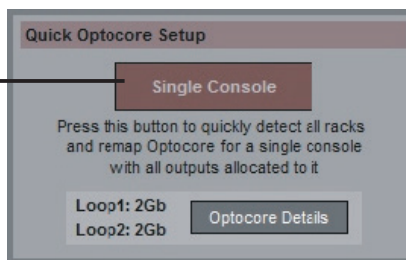 Quick Optocore Setup
Single Console
Press this button to quickly detect all racks
and remap Optocore for a single console
with all outputs allocated to it
Loop1: 2Gb
Loop2: 2Gb
Optocore Details